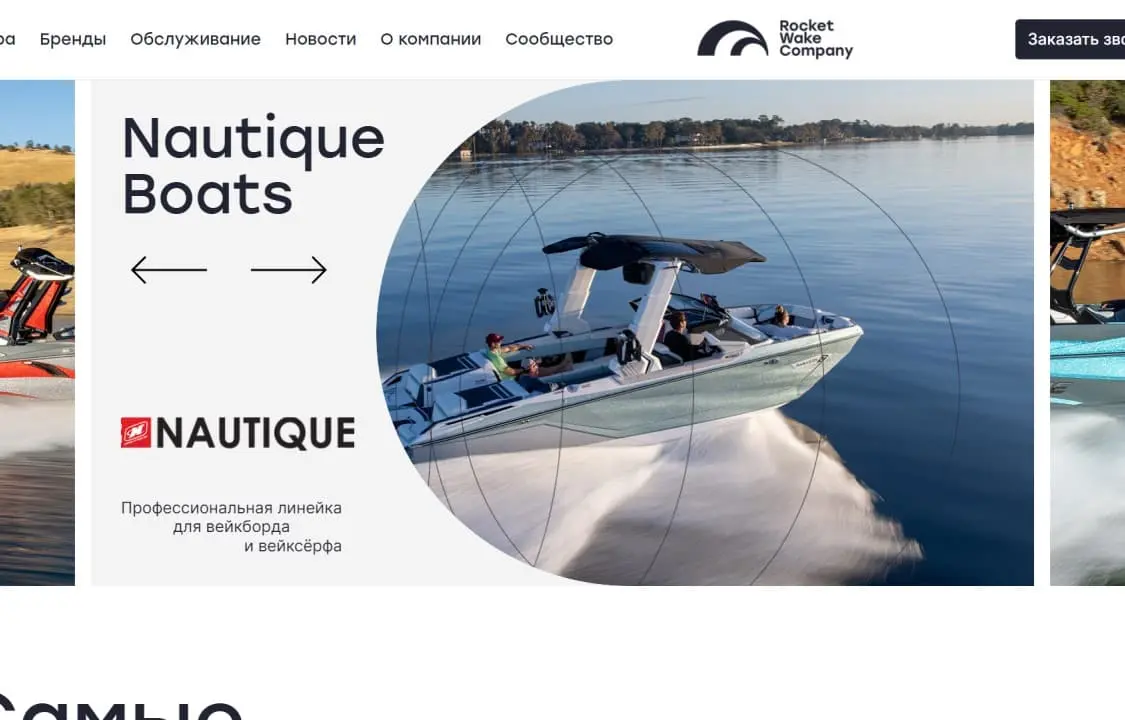 ра Бренды Обслуживание Новости О компании Сообщество
Rocket
Wake
Company
Заказать зво
Nautique
Boats
NAUTIQUE
Профессиональная линейка
для вейкборда
и вейксёрфа
Самые